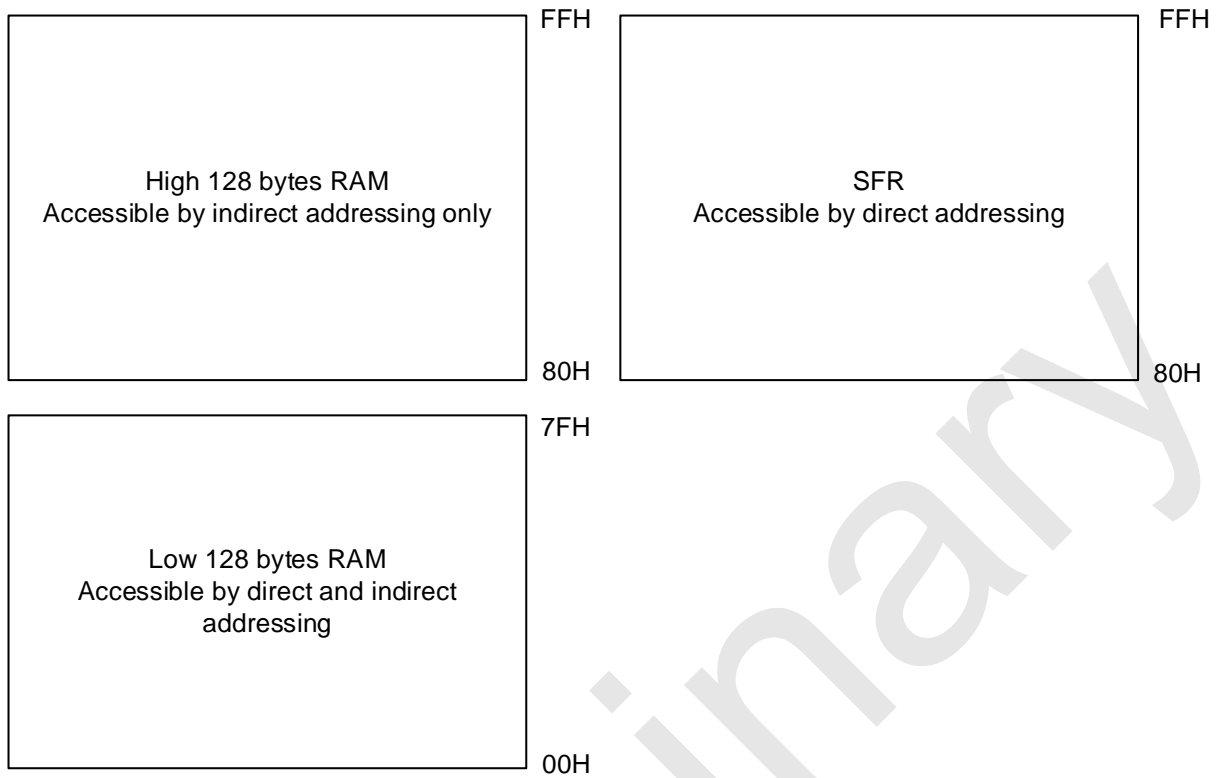 FFH
High 128 bytes RAM
Accessible by indirect addressing only
80H
FFH
SFR
Accessible by direct addressing
80H
7FH
Low 128 bytes RAM
Accessible by direct and indirect
addressing
00H
inary